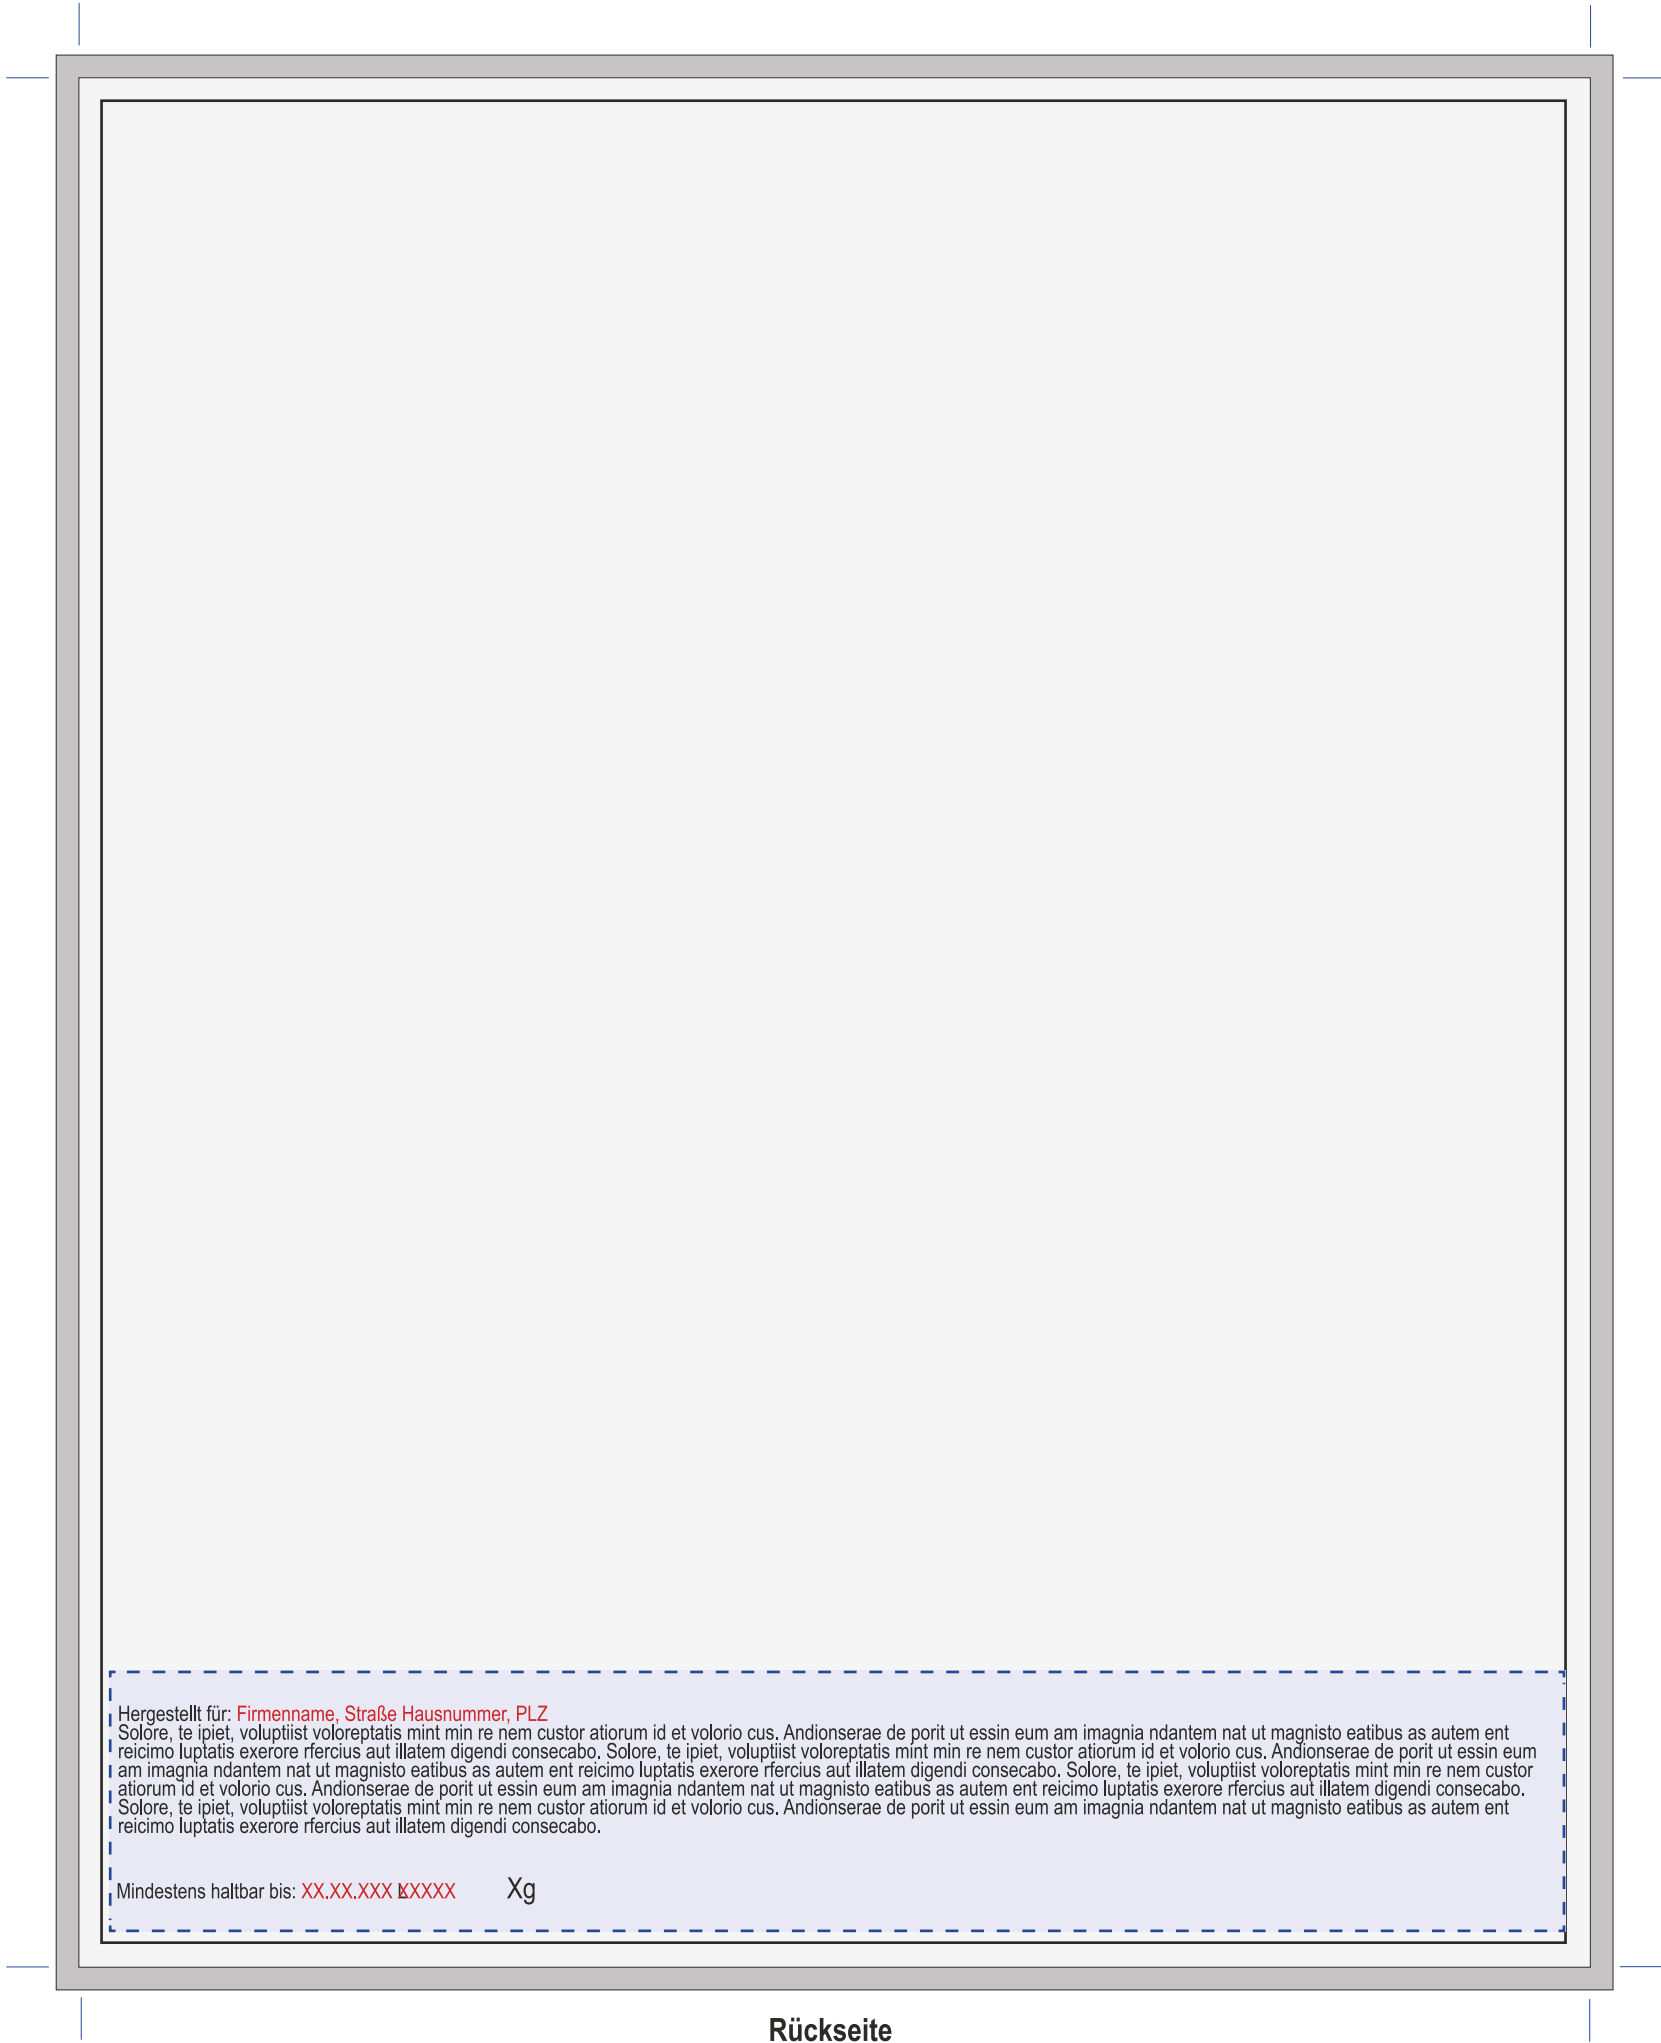 Hergestellt für: Firmenname, Straße Hausnummer, PLZ
Solore, te ipiet, voluptiist voloreptatis mint min re nem custor atiorum id et volorio cus. Andionserae de porit ut essin eum am imagnia ndantem nat ut magnisto eatibus as autem ent
reicimo luptatis exerore rfercius aut illatem digendi consecabo. Solore, te ipiet, voluptiist voloreptatis mint min re nem custor atiorum id et volorio cus. Andionserae de porit ut essin eum
am imagnia ndantem nat ut magnisto eatibus as autem ent reicimo luptatis exerore rfercius aut illatem digendi consecabo. Solore, te ipiet, voluptiist voloreptatis mint min re nem custor
atiorum id et volorio cus. Andionserae de porit ut essin eum am imagnia ndantem nat ut magnisto eatibus as autem ent reicimo luptatis exerore rfercius aut illatem digendi consecabo.
Solore, te ipiet, voluptiist voloreptatis mint min re nem custor atiorum id et volorio cus. Andionserae de porit ut essin eum am imagnia ndantem nat ut magnisto eatibus as autem ent
reicimo luptatis exerore rfercius aut illatem digendi consecabo.
Mindestens haltbar bis: XX.XX.XXX LXXXXX Xg
Rückseite